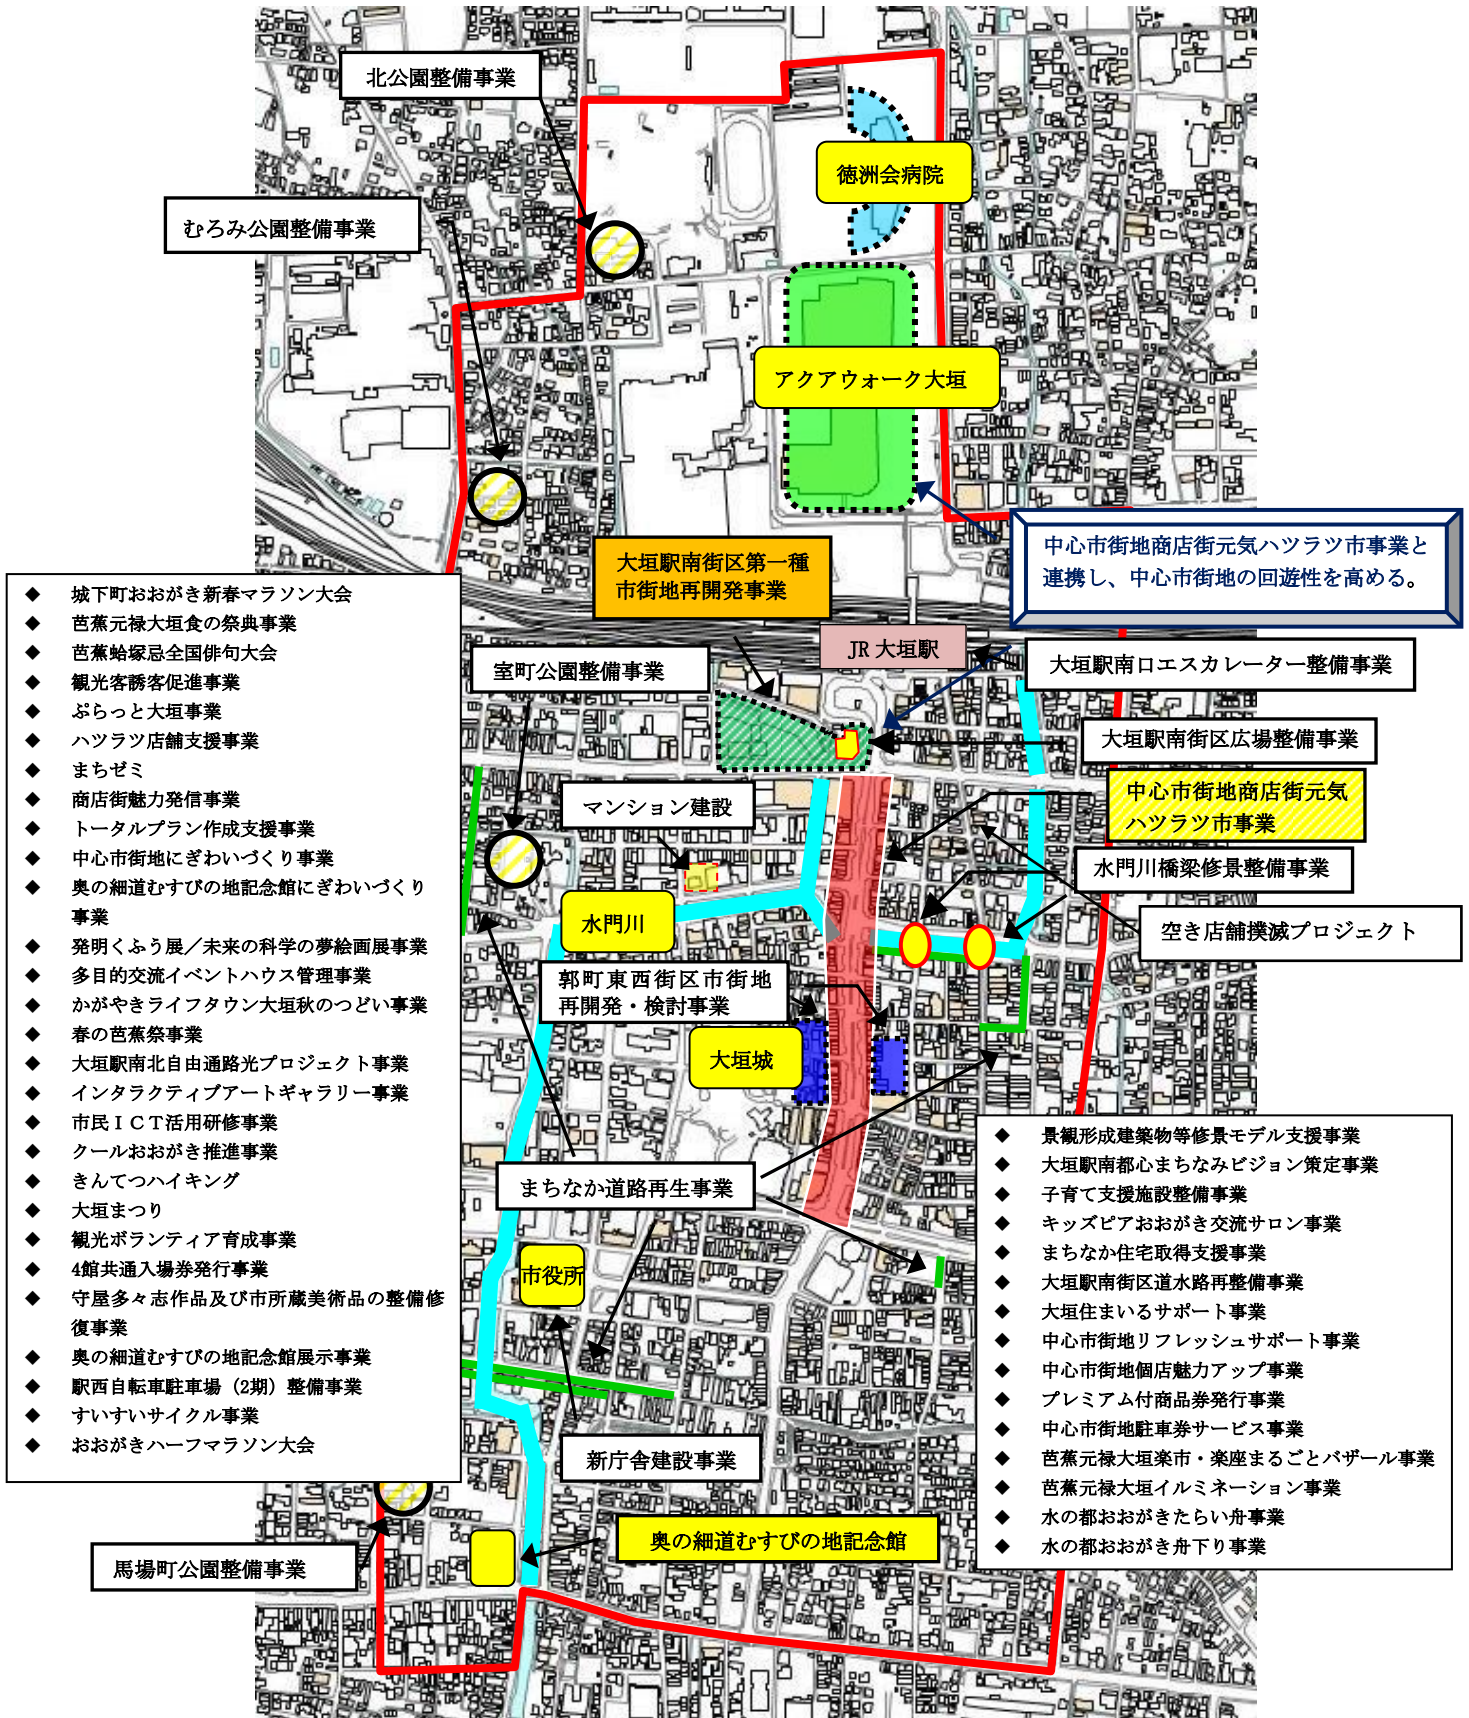 北公園整備事業
徳洲会病院
むろみ公園整備事業
アクアウォーク大垣
中心市街地商店街元気ハツラツ市事業と
連携し、中心市街地の回遊性を高める。
大垣駅南街区第一種
市街地再開発事業
JR 大垣駅
大垣駅南口エスカレーター整備事業
室町公園整備事業
大垣駅南街区広場整備事業
マンション建設
中心市街地商店街元気
ハツラツ市事業
水門川橋梁修景整備事業
水門川
空き店舗撲滅プロジェクト
郭町東西街区市街地
再開発・検討事業
大垣城
まちなか道路再生事業
市役所
新庁舎建設事業
奥の細道むすびの地記念館
馬場町公園整備事業
◆ 城下町おおがき新春マラソン大会
◆ 芭蕉元禄大垣食の祭典事業
◆ 芭蕉蛤塚忌全国俳句大会
◆ 観光客誘客促進事業
◆ ぷらっと大垣事業
◆ ハツラツ店舗支援事業
◆ まちゼミ
◆ 商店街魅力発信事業
◆ トータルプラン作成支援事業
◆ 中心市街地にぎわいづくり事業
◆ 奥の細道むすびの地記念館にぎわいづくり
事業
◆ 発明くふう展／未来の科学の夢絵画展事業
◆ 多目的交流イベントハウス管理事業
◆ かがやきライフタウン大垣秋のつどい事業
◆ 春の芭蕉祭事業
◆ 大垣駅南北自由通路光プロジェクト事業
◆ インタラクティブアートギャラリー事業
◆ 市民ＩＣＴ活用研修事業
◆ クールおおがき推進事業
◆ きんてつハイキング
◆ 大垣まつり
◆ 観光ボランティア育成事業
◆ 4館共通入場券発行事業
◆ 守屋多々志作品及び市所蔵美術品の整備修
復事業
◆ 奥の細道むすびの地記念館展示事業
◆ 駅西自転車駐車場（2期）整備事業
◆ すいすいサイクル事業
◆ おおがきハーフマラソン大会
◆ 景観形成建築物等修景モデル支援事業
◆ 大垣駅南都心まちなみビジョン策定事業
◆ 子育て支援施設整備事業
◆ キッズピアおおがき交流サロン事業
◆ まちなか住宅取得支援事業
◆ 大垣駅南街区道水路再整備事業
◆ 大垣住まいるサポート事業
◆ 中心市街地リフレッシュサポート事業
◆ 中心市街地個店魅力アップ事業
◆ プレミアム付商品券発行事業
◆ 中心市街地駐車券サービス事業
◆ 芭蕉元禄大垣楽市・楽座まるごとバザール事業
◆ 芭蕉元禄大垣イルミネーション事業
◆ 水の都おおがきたらい舟事業
◆ 水の都おおがき舟下り事業